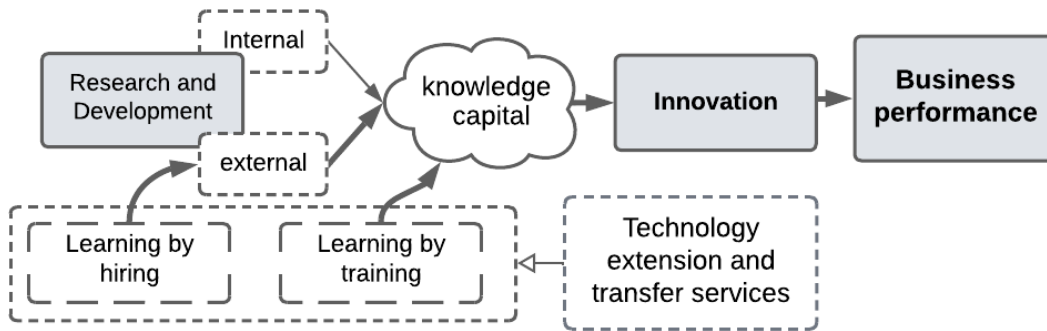 Internal
Research and
Development
external
knowledge
capital
Innovation
Business
performance
Learning by
hiring
Learning by
training
Technology
extension and
transfer services